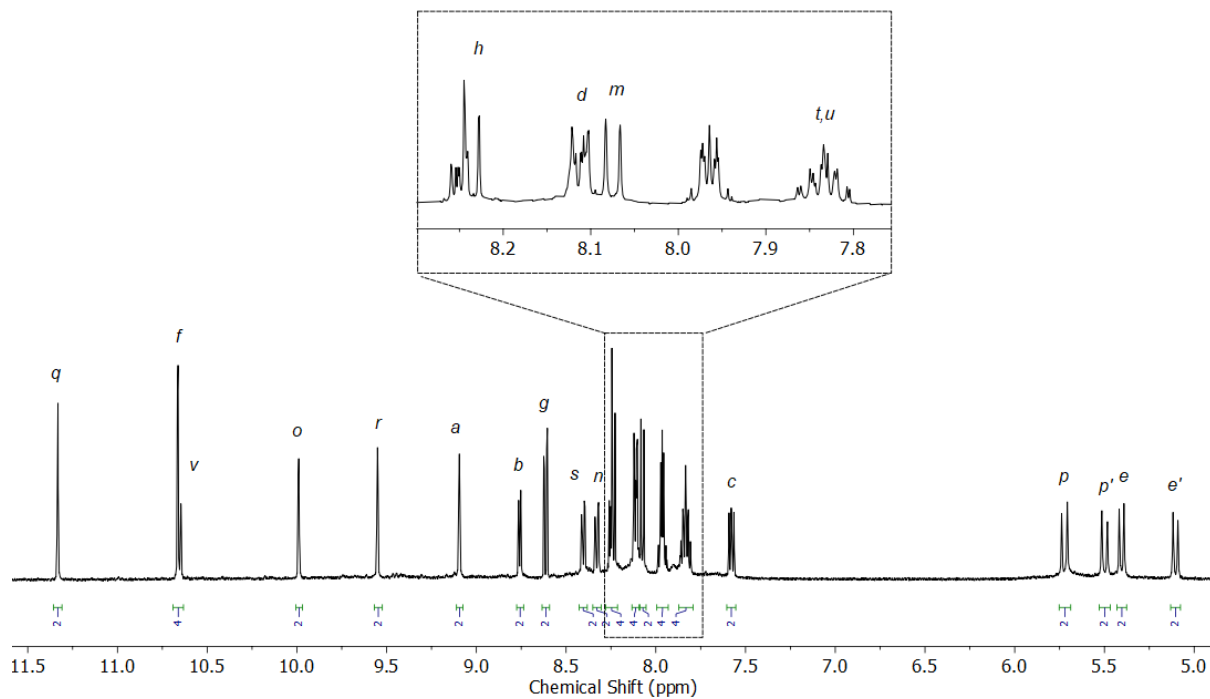 h
d
m
t,u
8.2 8.1 8.0 7.9 7.8
q
f
v
o
r
a
b
g
s
n
c
p
p'
e
e'
2 4 2 2 2 2 2 2 2 4 4 2 4 4 2 2 2 2 2
11.5 11.0 10.5 10.0 9.5 9.0 8.5 8.0 7.5 7.0 6.5 6.0 5.5 5.0
Chemical Shift (ppm)